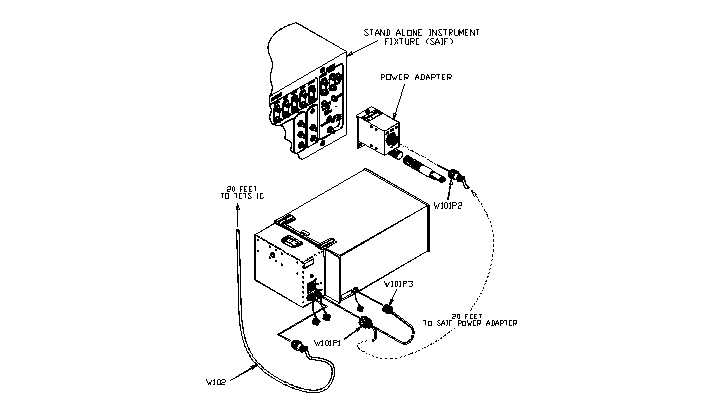 STAND ALONE INSTRUMENT
FIXTURE (SAIF)
POWER ADAPTER
20 FEET
TO TETS IC
W101P2
W101P3
20 FEET
TO SAIF POWER ADAPTER
W101P1
W102